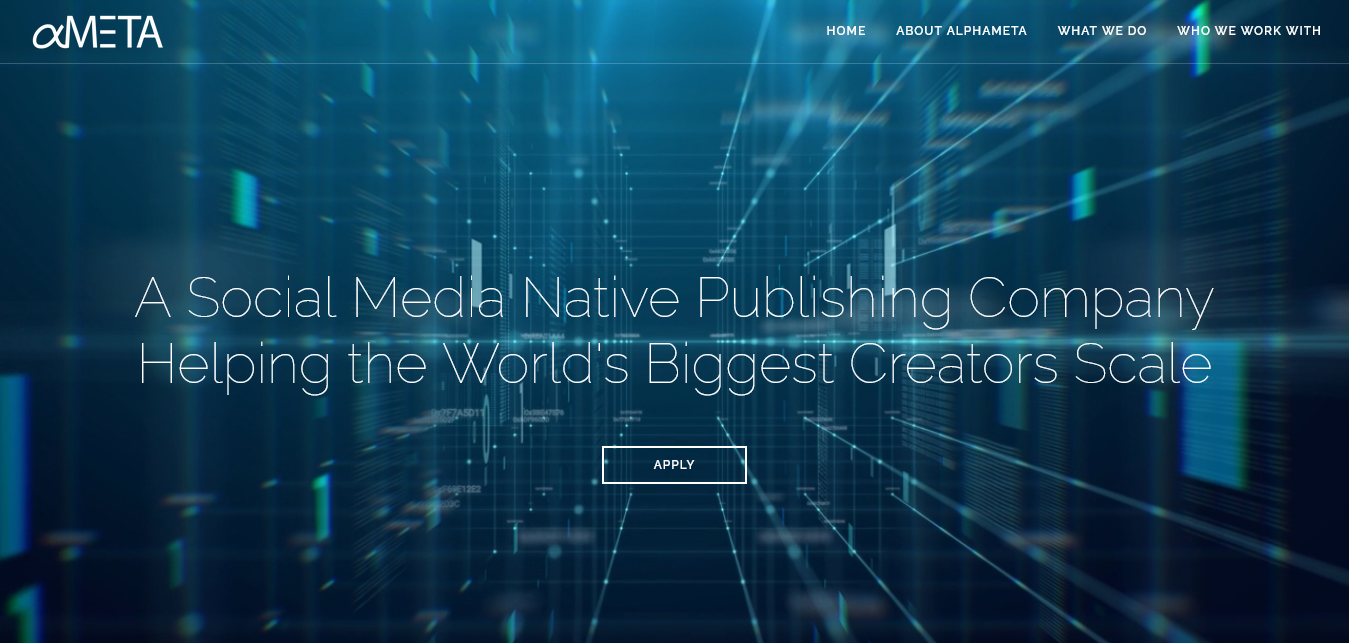 αMETA
HOME ABOUT ALPHAMETA WHAT WE DO WHO WE WORK WITH
A Social Media Native Publishing Company
Helping the World's Biggest Creators Scale
APPLY